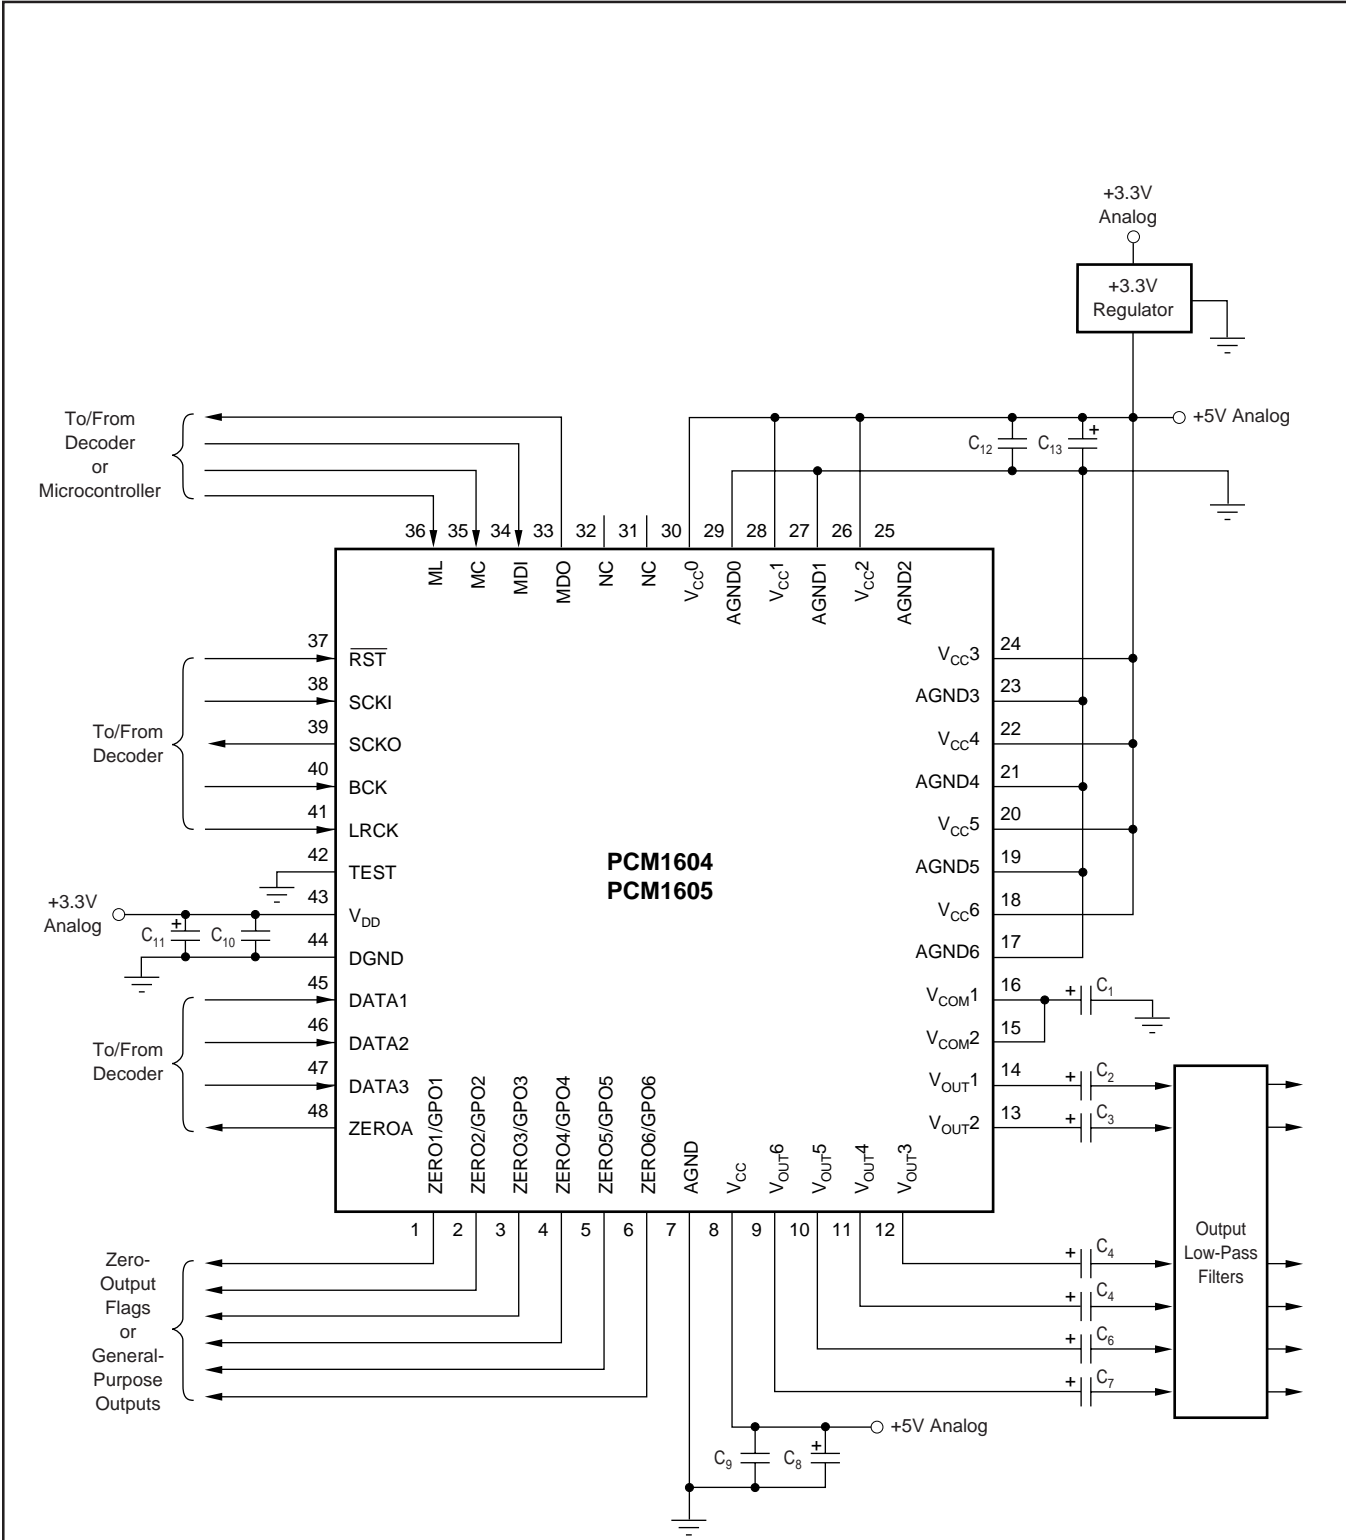 +3.3V
Analog
+3.3V
Regulator
+5V Analog
C12
C13
To/From
Decoder
or
Microcontroller
36 35 34 33 32 31 30 29 28 27 26 25
ML
MC
MDI
MDO
NC
NC
VCC0
AGND0
VCC1
AGND1
VCC2
AGND2
To/From
Decoder
37
RST
38
SCKI
39
SCKO
40
BCK
41
LRCK
42
TEST
+3.3V
Analog
C11
C10
43
VDD
44
DGND
To/From
Decoder
45
DATA1
46
DATA2
47
DATA3
48
ZEROA
PCM1604
PCM1605
VCC3 24
AGND3 23
VCC4 22
AGND4 21
VCC5 20
AGND5 19
VCC6 18
AGND6 17
VCOM1 16
VCOM2 15
VOUT1 14
VOUT2 13
+ C1
+ C2
+ C3
ZERO1/GPO1
ZERO2/GPO2
ZERO3/GPO3
ZERO4/GPO4
ZERO5/GPO5
ZERO6/GPO6
AGND
VCC
VOUT6
VOUT5
VOUT4
VOUT3
1 2 3 4 5 6 7 8 9 10 11 12
Zero-
Output
Flags
or
General-
Purpose
Outputs
+ C4
+ C4
+ C6
+ C7
Output
Low-Pass
Filters
+5V Analog
C9
C8